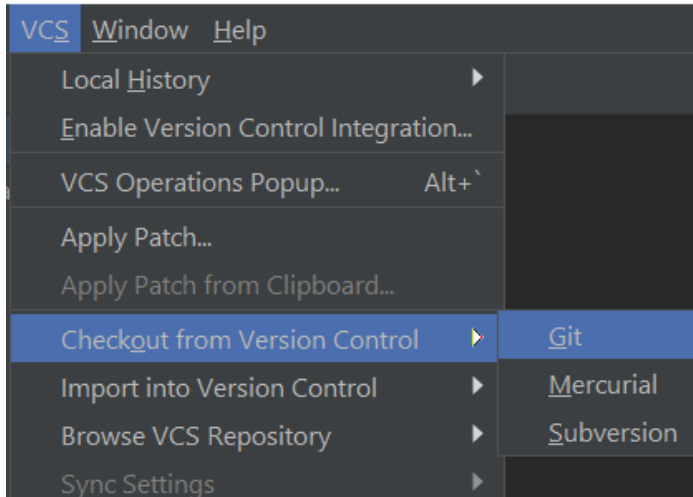 VCS Window Help
Local History
Enable Version Control Integration...
VCS Operations Popup... Alt+`
Apply Patch...
Apply Patch from Clipboard...
Checkout from Version Control
Git
Import into Version Control
Mercurial
Browse VCS Repository
Subversion
Sync Settings